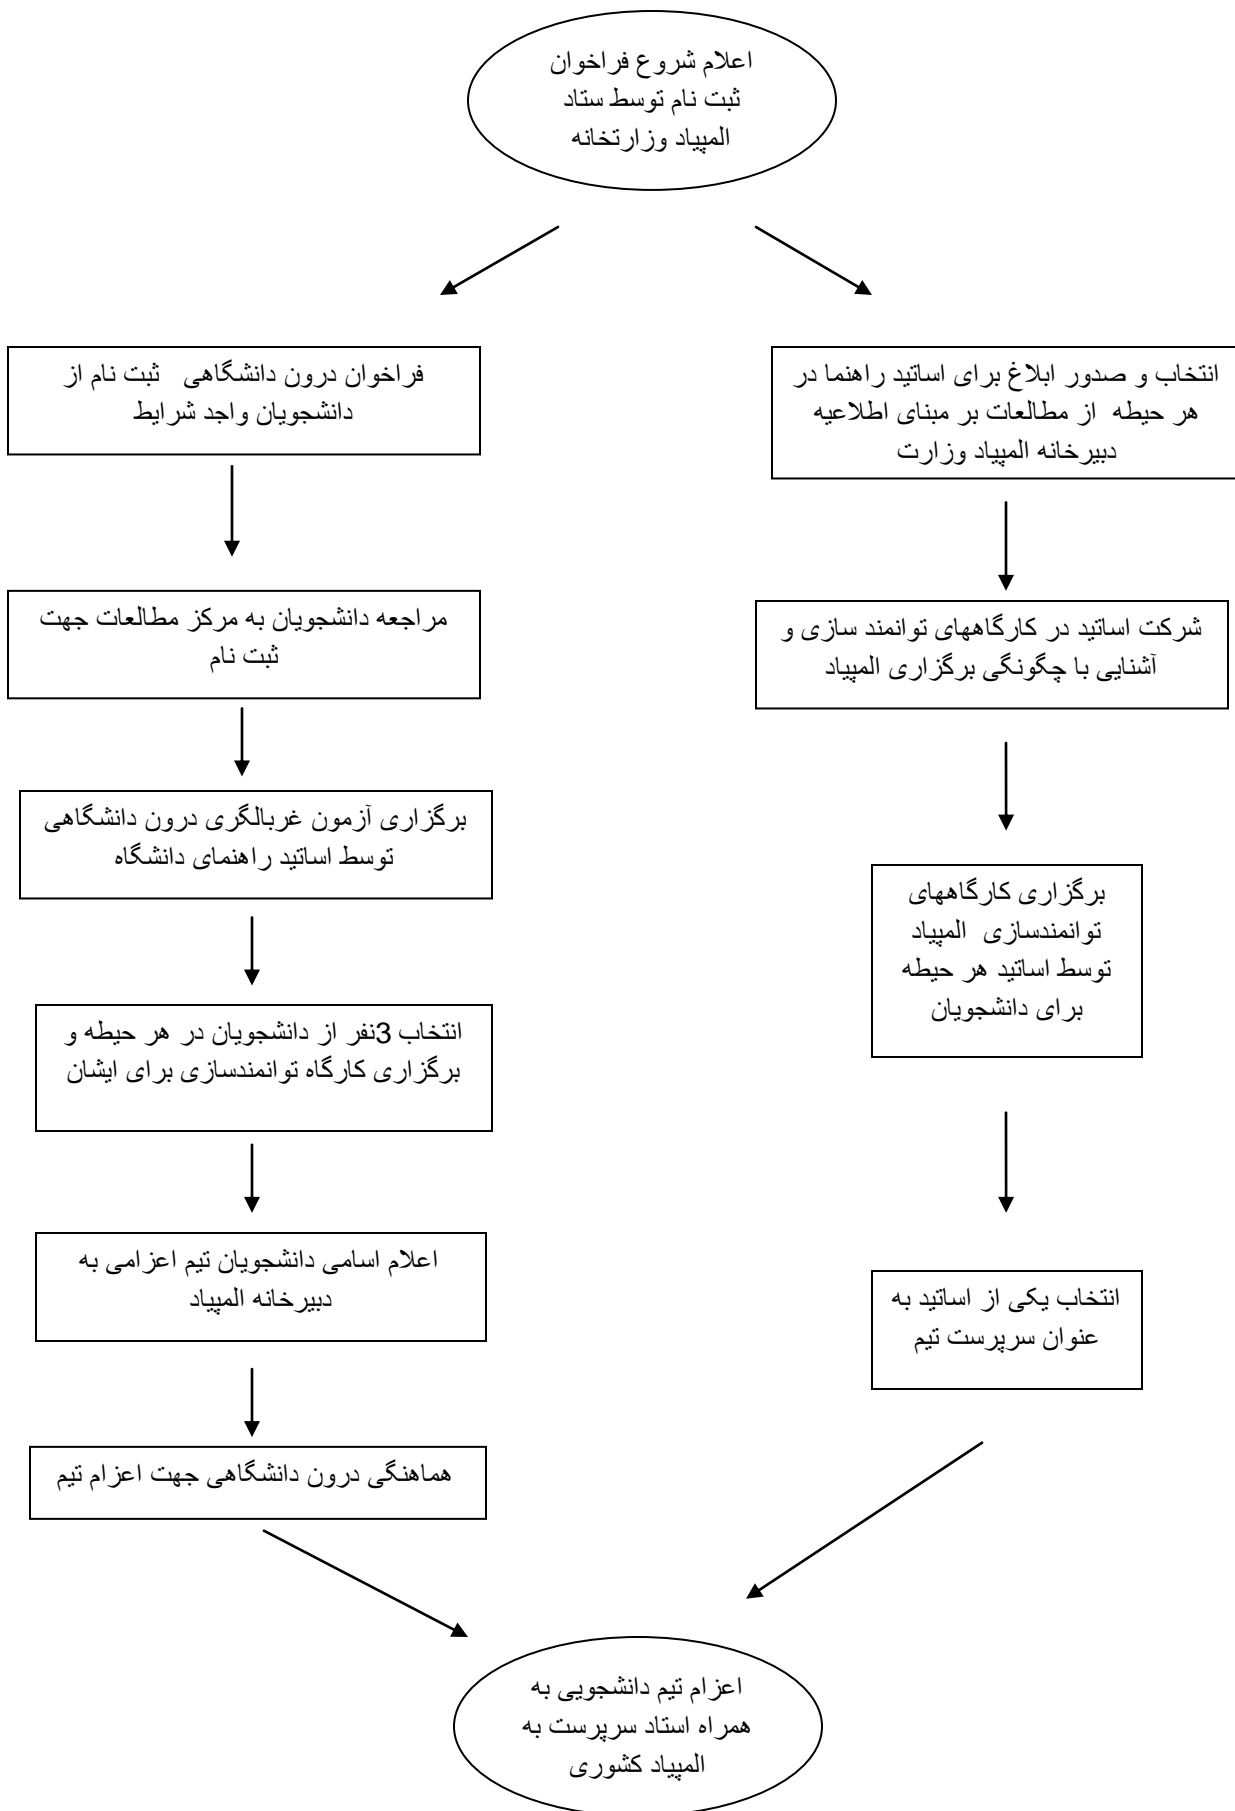 اعلام شروع فراخوان
ثبت نام توسط ستاد
المپیاد وزارتخانه
انتخاب و صدور ابلاغ برای اساتید راهنما در
هر حیطه از مطالعات بر مبنای اطلاعیه
دبیرخانه المپیاد وزارت
شرکت اساتید در کارگاههای توانمند سازی و
آشنایی با چگونگی برگزاری المپیاد
برگزاری کارگاههای
توانمندسازی المپیاد
توسط اساتید هر حیطه
برای دانشجویان
انتخاب یکی از اساتید به
عنوان سرپرست تیم
فراخوان درون دانشگاهی ثبت نام از
دانشجویان واجد شرایط
مراجعه دانشجویان به مرکز مطالعات جهت
ثبت نام
برگزاری آزمون غربالگری درون دانشگاهی
توسط اساتید راهنمای دانشگاه
انتخاب 3نفر از دانشجویان در هر حیطه و
برگزاری کارگاه توانمندسازی برای ایشان
اعلام اسامی دانشجویان تیم اعزامی به
دبیرخانه المپیاد
هماهنگی درون دانشگاهی جهت اعزام تیم
اعزام تیم دانشجویی به
همراه استاد سرپرست به
المپیاد کشوری